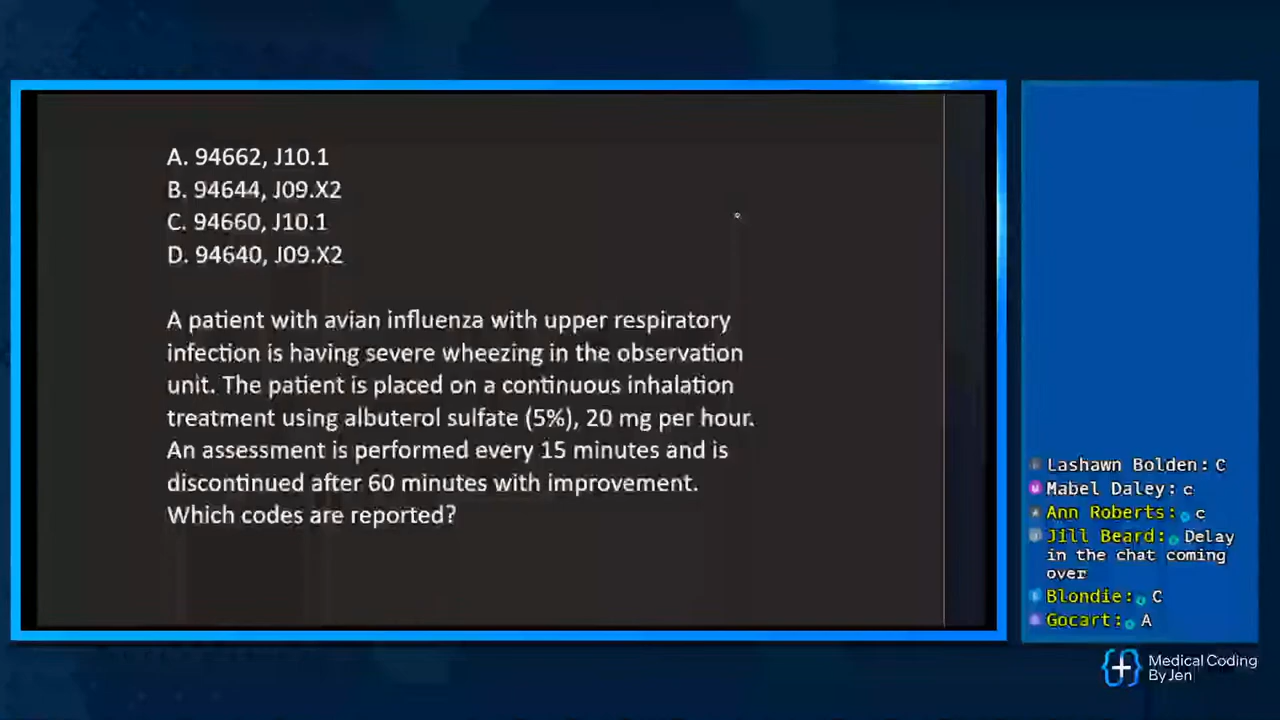 A. 94662, J10.1
B. 94644, J09.X2
C. 94660, J10.1
D. 94640, J09.X2
A patient with avian influenza with upper respiratory
infection is having severe wheezing in the observation
unit. The patient is placed on a continuous inhalation
treatment using albuterol sulfate (5%), 20 mg per hour.
An assessment is performed every 15 minutes and is
discontinued after 60 minutes with improvement.
Which codes are reported?
Lashawn Bolden: C
Mabel Daley: c
Ann Roberts: c
Jill Beard: Delay
in the chat coming
over
Blondie: C
Gocart: A
Medical Coding
By Jen